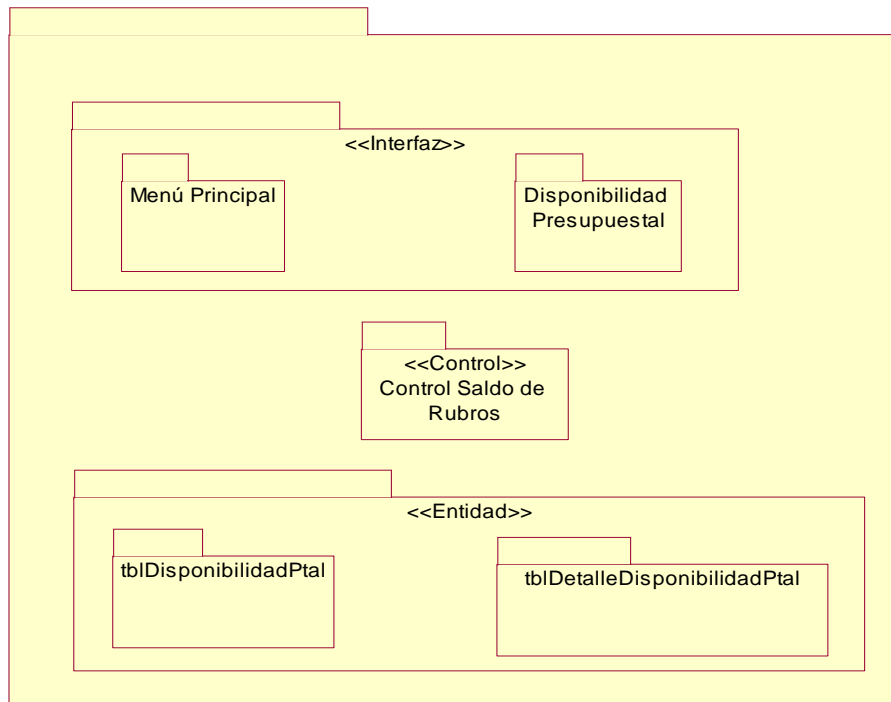 <<Interfaz>>
Menú Principal
Disponibilidad
Presupuestal
<<Control>>
Control Saldo de
Rubros
<<Entidad>>
tblDisponibilidadPtal
tblDetalleDisponibilidadPtal